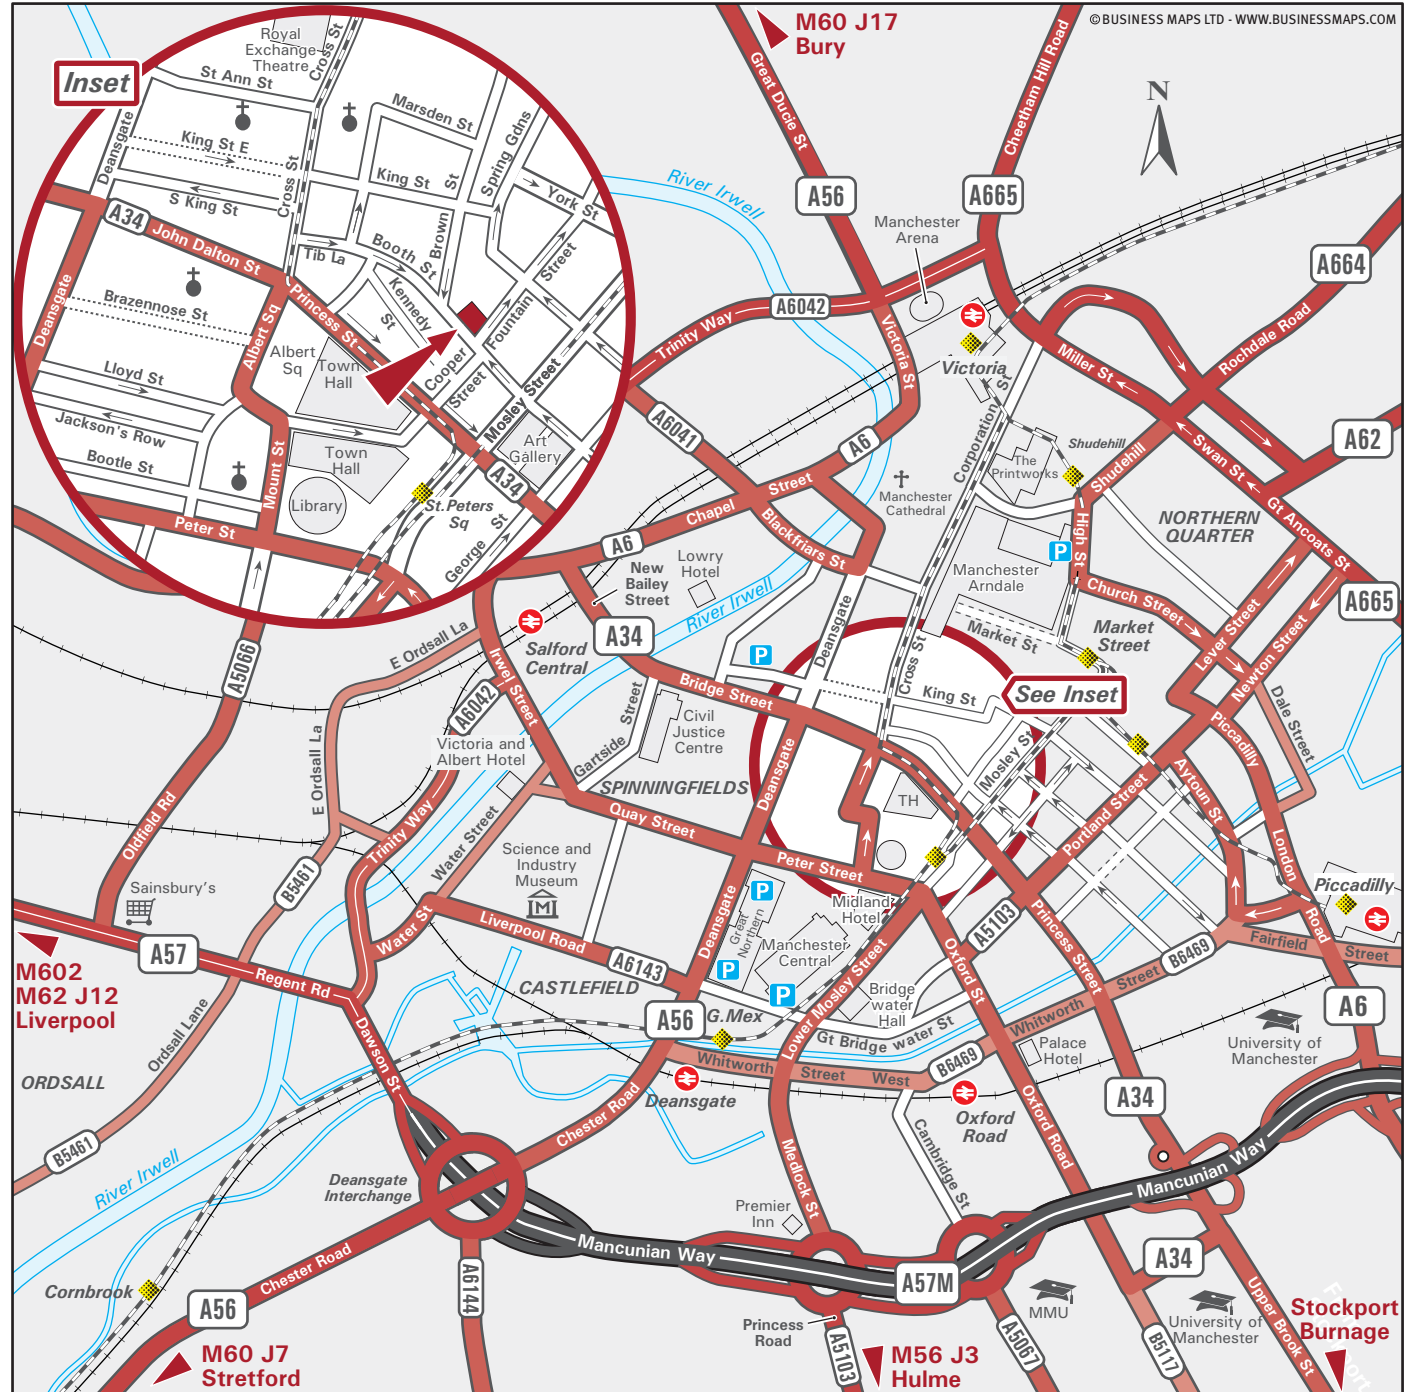 © BUSINESS MAPS LTD - WWW.BUSINESSMAPS.COM
M60 J17
Bury
Inset
Royal
Exchange
Theatre
Cross St
St Ann St
Marsden St
Spring Gdns
Deansgate
King St E
King St
St
Brown
York St
S King St
Cross St
A34
John Dalton St
Tib La
Booth St
Street
Fountain
Kennedy
St
Princess St
Brazennose St
Deansgate
Albert Sq
Albert
Sq
Town
Hall
Cooper
Street
Mosley Street
Lloyd St
Jackson's Row
Bootle St
Mount St
Town
Hall
Library
Art
Gallery
A34
St.Peters
Sq
Peter St
George
St
Great Ducie St
Cheetham Hill Road
N
River Irwell
A56
A665
Manchester
Arena
A664
A6042
Trinity Way
Victoria St
Victoria
Miller St
Rochdale Road
A6041
A6
A62
Corporation
St
Shudehill
The
Printworks
Shudehill
Swan St
Manchester
Cathedral
Gt Ancoats St
NORTHERN
QUARTER
Chapel
Street
Blackfriars St
High St
P
Manchester
Arndale
A6
New
Bailey
Street
Lowry
Hotel
River Irwell
A665
Church Street
Lever Street
Newton Street
Market St
Market
Street
Deansgate
Cross St
A34
Salford
Central
E Ordsall La
A5066
Irwell Street
A6042
P
Bridge Street
King St
See Inset
Dale Street
Piccadilly
Gartside
Street
Civil
Justice
Centre
Victoria and
Albert Hotel
E Ordsall La
SPINNINGFIELDS
Deansgate
Mosley St
TH
Aytoun St
Portland Street
Quay Street
Peter Street
Water Street
Trinity Way
Oldfield Rd
London
Road
Science and
Industry
Museum
Sainsbury's
B5461
Piccadilly
P
Midland
Hotel
Great
Northern
Manchester
Central
Deansgate
A5103
Princess Street
Water St
Liverpool Road
A57
M602
M62 J12
Liverpool
Regent Rd
A6143
P
P
Oxford St
B6469
Fairfield
Street
CASTLEFIELD
Lower Mosley Street
Bridge
water
Hall
Whitworth
Street
A56
G.Mex
Gt Bridge water St
A6
Ordsall Lane
Dawson St
Whitworth
Street
West
B6469
Palace
Hotel
University of
Manchester
ORDSALL
Deansgate
Chester Road
Oxford
Road
A34
Oxford Road
B5461
River Irwell
Cambridge St
Medlock St
Mancunian Way
Deansgate
Interchange
Premier
Inn
Mancunian Way
Chester Road
Cornbrook
A6144
A56
A57M
A34
MMU
University of
Manchester
Upper Brook St
Stockport
Burnage
Princess
Road
A5103
A5067
B5117
M56 J3
Hulme
M60 J7
Stretford